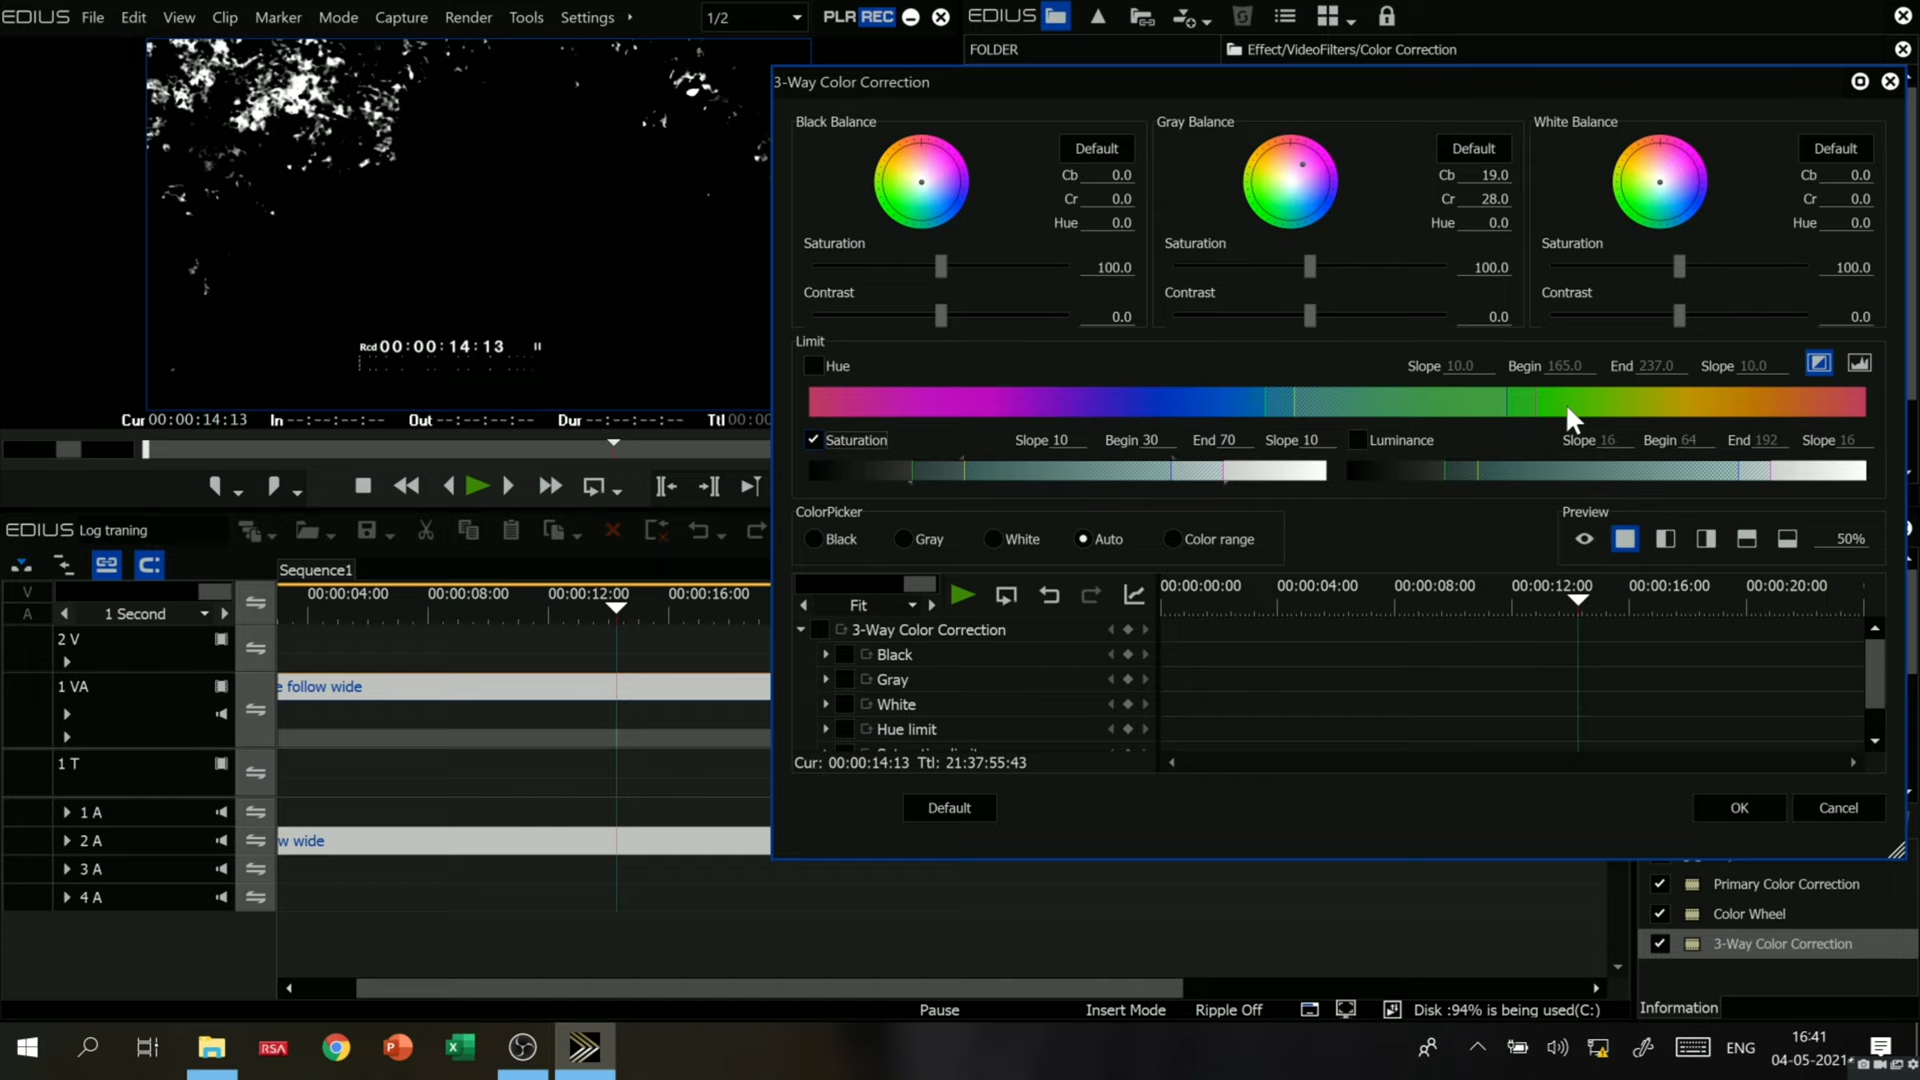 EDIUS File Edit View Clip Marker Mode Capture Render Tools Settings 1/2 PLR REC EDIUS
FOLDER Effect/VideoFilters/Color Correction
3-Way Color Correction
Black Balance Gray Balance White Balance
Default Default Default
Cb 0.0 Cb 19.0 Cb 0.0
Cr 0.0 Cr 28.0 Cr 0.0
Hue 0.0 Hue 0.0 Hue 0.0
Saturation Saturation Saturation
100.0 100.0 100.0
Contrast Contrast Contrast
0.0 0.0 0.0
Limit
Hue Slope 10.0 Begin 165.0 End 237.0 Slope 10.0
Saturation Slope 10 Begin 30 End 70 Slope 10 Luminance Slope 16 Begin 64 End 192 Slope 16
ColorPicker Preview
Black Gray White Auto Color range 50%
00:00:00:00 00:00:04:00 00:00:08:00 00:00:12:00 00:00:16:00 00:00:20:00
Fit
3-Way Color Correction
Black
Gray
White
Hue limit
Cur: 00:00:14:13 Ttl: 21:37:55:43
Default OK Cancel
Rcd 00:00:14:13
Cur 00:00:14:13 In --:--:--:-- Out --:--:--:-- Dur --:--:--:-- Ttl 00:0
EDIUS Log traning
Sequence1
V 00:00:04:00 00:00:08:00 00:00:12:00 00:00:16:00
A 1 Second
2 V
1 VA e follow wide
1 T
1 A
2 A w wide
3 A
4 A
Primary Color Correction
Color Wheel
3-Way Color Correction
Pause Insert Mode Ripple Off Disk :94% is being used(C:) Information
RSA ENG 16:41
04-05-2021